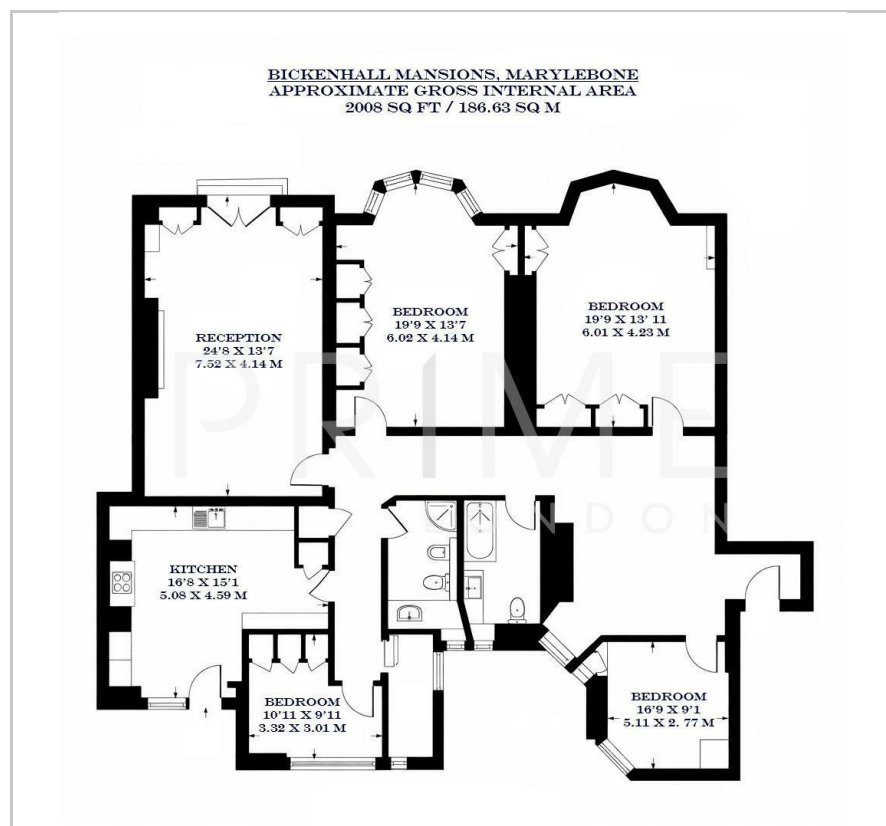 BICKENHALL MANSIONS, MARYLEBONE
APPROXIMATE GROSS INTERNAL AREA
2008 SQ FT / 186.63 SQ M
RECEPTION
24'8 X 13'7
7.52 X 4.14 M
BEDROOM
19'9 X 13'7
6.02 X 4.14 M
BEDROOM
19'9 X 13' 11
6.01 X 4.23 M
PRIME
LONDON
KITCHEN
16'8 X 15'1
5.08 X 4.59 M
BEDROOM
10'11 X 9'11
3.32 X 3.01 M
BEDROOM
16'9 X 9'1
5.11 X 2. 77 M